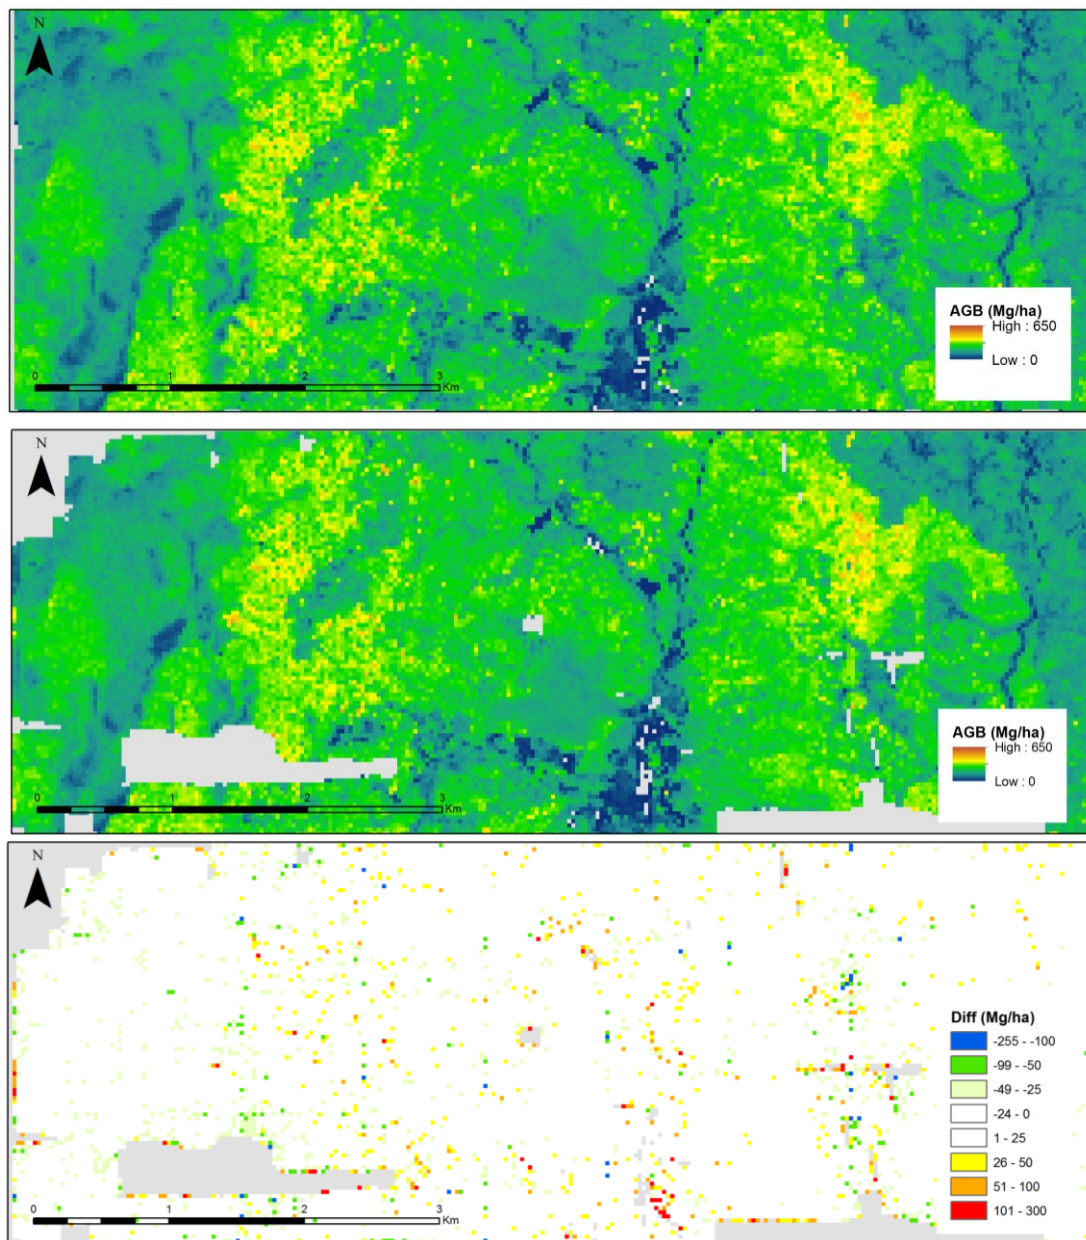 N
AGB (Mg/ha)
High : 650
Low : 0
0 1 2 3
Km
N
AGB (Mg/ha)
High : 650
Low : 0
0 1 2 3
Km
N
Diff (Mg/ha)
-255 - -100
-99 - -50
-49 - -25
-24 - 0
1 - 25
26 - 50
51 - 100
101 - 300
0 1 2 3
Km